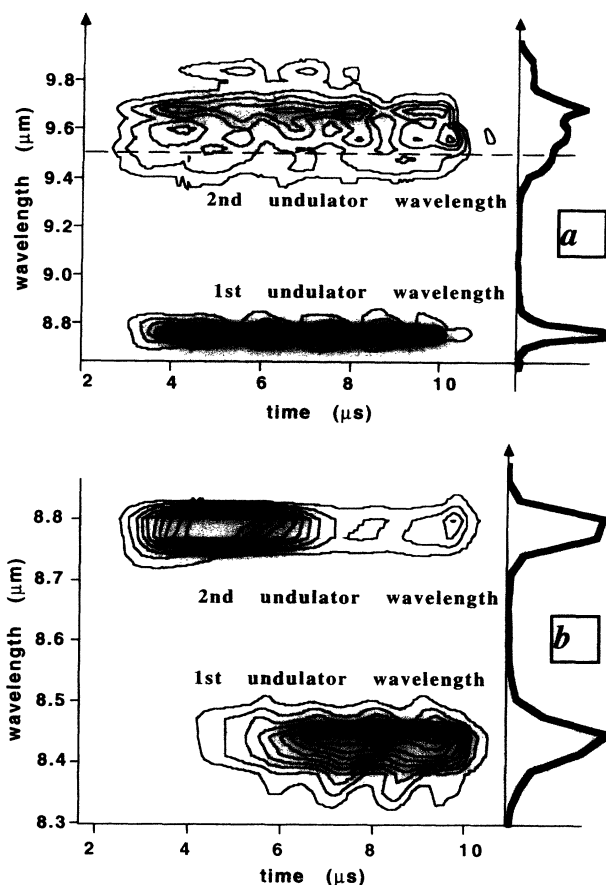 9.8
9.6
9.4
9.2
9.0
8.8
wavelength (μm)
2nd undulator wavelength
1st undulator wavelength
a
2 4 6 8 10
time (μs)
8.8
8.7
8.6
8.5
8.4
8.3
wavelength (μm)
2nd undulator wavelength
1st undulator wavelength
b
2 4 6 8 10
time (μs)